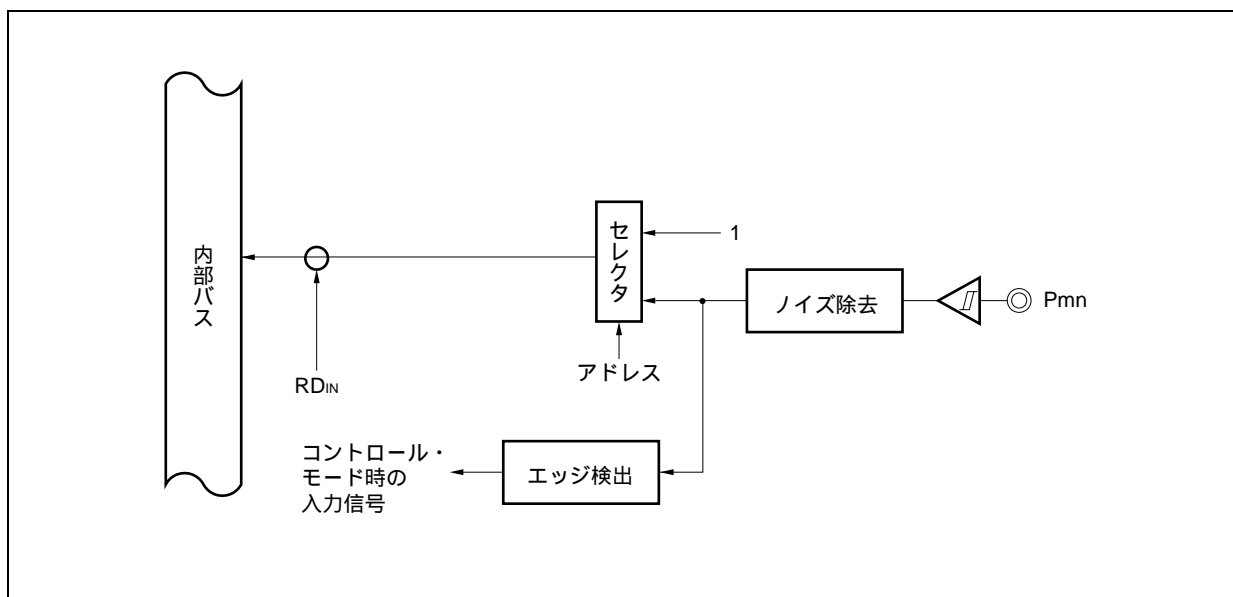 内部バス
セレクタ
1
ノイズ除去
Pmn
アドレス
RDIN
コントロール・
モード時の
入力信号
エッジ検出